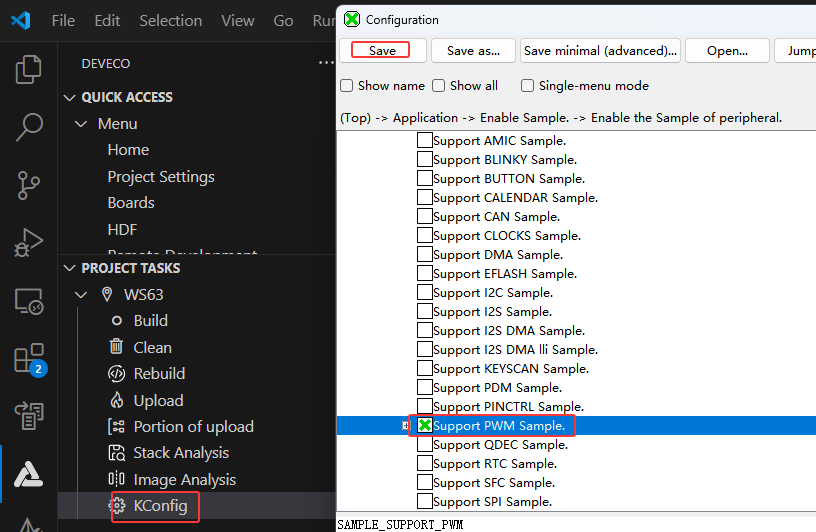 File Edit Selection View Go
DEVECO
QUICK ACCESS
Menu
Home
Project Settings
Boards
HDF
PROJECT TASKS
WS63
Build
Clean
Rebuild
Upload
Portion of upload
Stack Analysis
Image Analysis
KConfig
2
Configuration
Save Save as... Save minimal (advanced)... Open... Jump
Show name Show all Single-menu mode
(Top) -> Application -> Enable Sample. -> Enable the Sample of peripheral.
Support AMIC Sample.
Support BLINKY Sample.
Support BUTTON Sample.
Support CALENDAR Sample.
Support CAN Sample.
Support CLOCKS Sample.
Support DMA Sample.
Support EFLASH Sample.
Support I2C Sample.
Support I2S Sample.
Support I2S DMA Sample.
Support I2S DMA lli Sample.
Support KEYSCAN Sample.
Support PDM Sample.
Support PINCTRL Sample.
Support PWM Sample.
Support QDEC Sample.
Support RTC Sample.
Support SFC Sample.
Support SPI Sample.
SAMPLE_SUPPORT_PWM